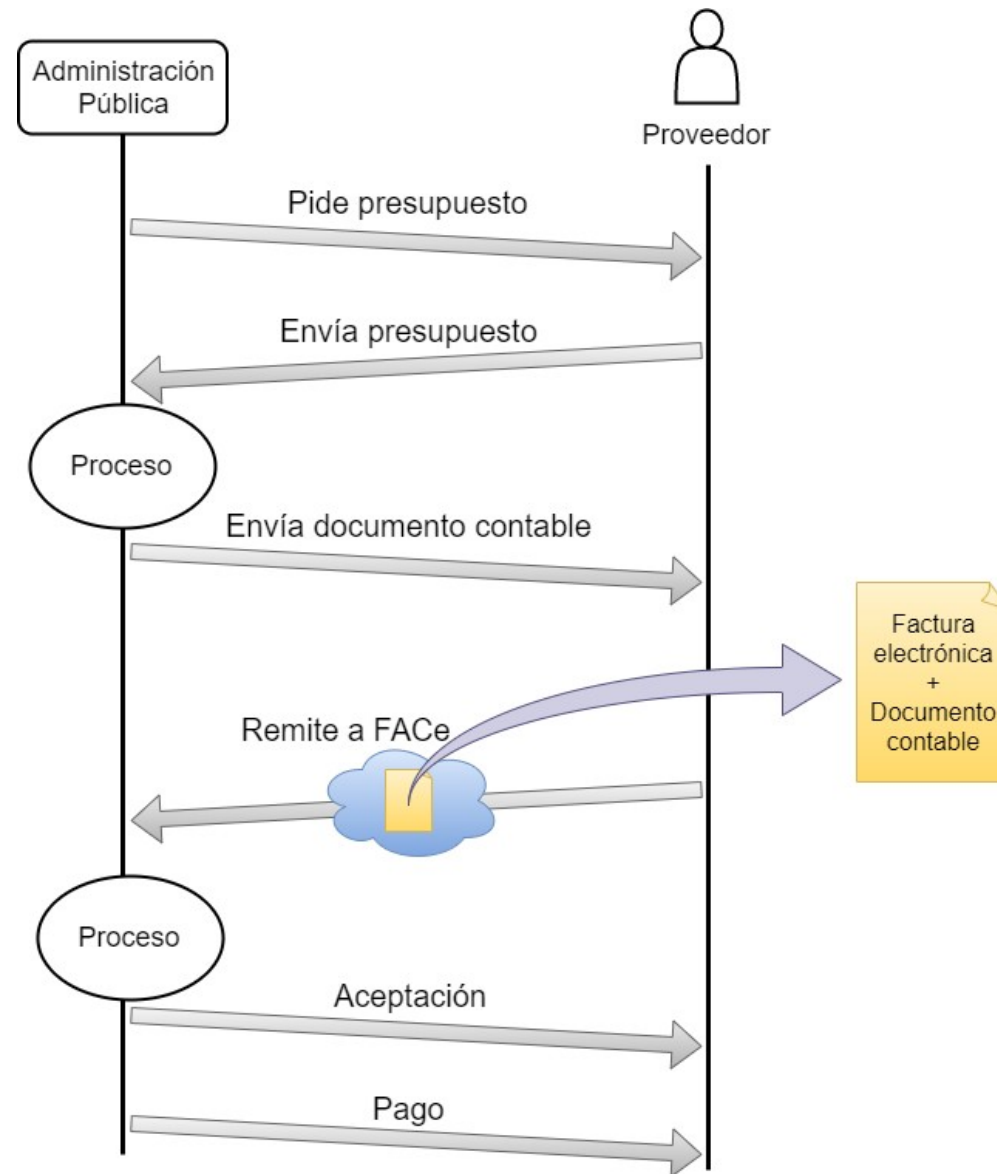 Administración
Pública
Proveedor
Pide presupuesto
Envía presupuesto
Proceso
Envía documento contable
Factura
electrónica
+
Documento
contable
Remite a FACe
Proceso
Aceptación
Pago